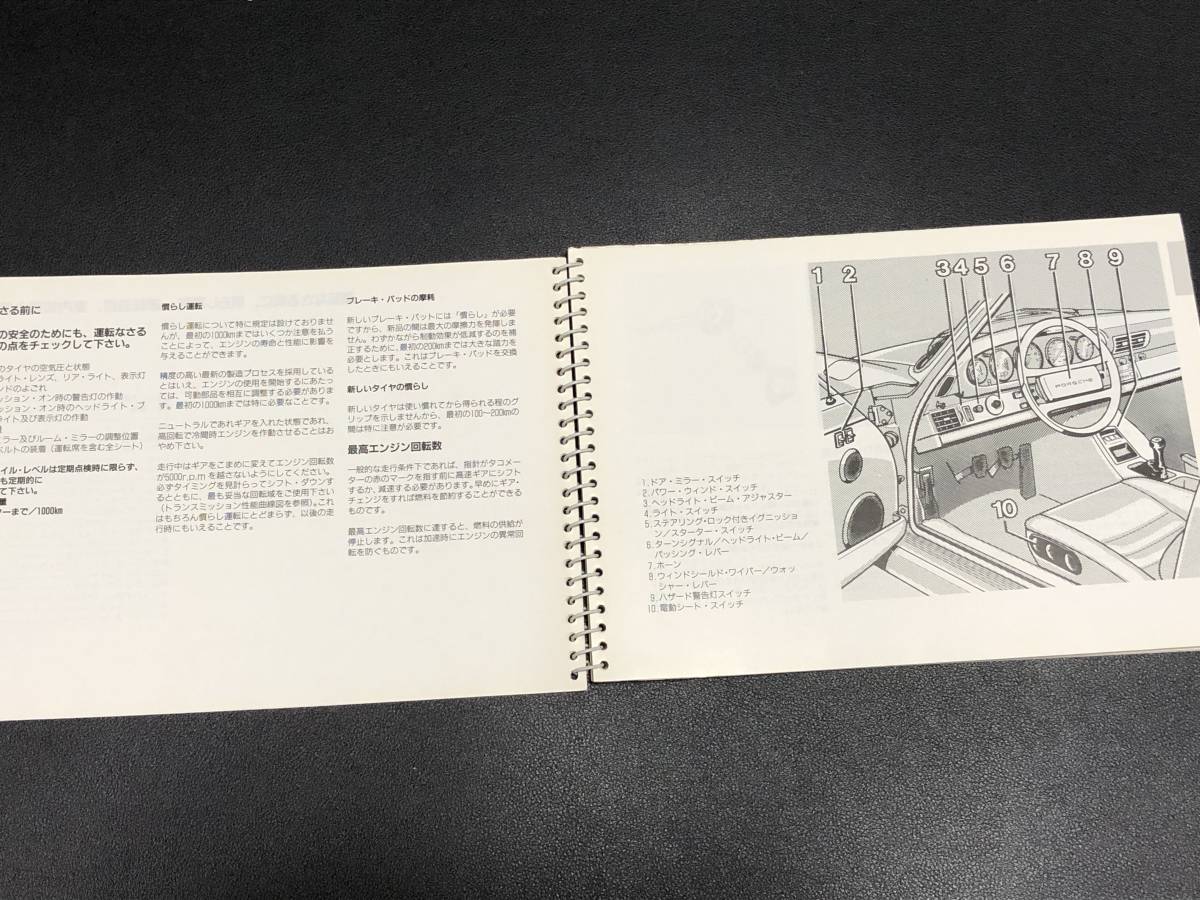 さる前に
の安全のためにも、運転なさる
の点をチェックして下さい。
のタイヤの空気圧と状態
ライト・レンズ、リア・ライト、表示灯
ンドのよごれ
ッション・オン時の警告灯の作動
ッション・オン時のヘッドライト・ブ
ライト及び表示灯の作動
ミラー及びルーム・ミラーの調整位置
ベルトの装着(運転席を含む全シート)
イル・レベルは定期点検時に限らず、
も定期的に
て下さい。
量
ターまで/1000km
慣らし運転
慣らし運転について特に規定は設けておりませ
んが、最初の1000kmまではいくつか注意を払う
ことによって、エンジンの寿命と性能に影響を
与えることができます。
精度の高い最新の製造プロセスを採用している
とはいえ、エンジンの使用を開始するにあたっ
ては、可動部品を相互に調整する必要がありま
す。最初の1000kmまでは特に必要なことです。
ニュートラルであれギアを入れた状態であれ、
高回転で冷間時エンジンを作動させることはお
やめ下さい。
走行中はギアをこまめに変えてエンジン回転数
が5000r.p.mを越さないようにしてください。
必ずタイミングを見計らってシフト・ダウンす
るとともに、最も妥当な回転域をご使用下さい
(トランスミッション性能曲線図を参照)。これ
はもちろん慣らし運転にとどまらず、以後の走
行時にもいえることです。
ブレーキ・パッドの摩耗
新しいブレーキ・パットには「慣らし」が必要
ですから、新品の間は最大の摩擦力を発揮しま
せん。わずかながら制動効果が低減するのを補
正するために、最初の200kmまでは大きな踏力を
必要とします。これはブレーキ・パッドを交換
したときにもいえることです。
新しいタイヤの慣らし
新しいタイヤは使い慣れてから得られる程のグ
リップを示しませんから、最初の100〜200kmの
間は特に注意が必要です。
最高エンジン回転数
一般的な走行条件下であれば、指針がタコメー
ターの赤のマークを指す前に高速ギアにシフト
するか、減速する必要があります。早めにギア・
チェンジをすれば燃料を節約することができる
ものです。
最高エンジン回転数に達すると、燃料の供給が
停止します。これは加速時にエンジンの異常回
転を防ぐものです。
1.ドア・ミラー・スイッチ
2.パワー・ウィンド・スイッチ
3.ヘッドライト・ビーム・アジャスター
4.ライト・スイッチ
5.ステアリング・ロック付きイグニッショ
ン/スターター・スイッチ
6.ターンシグナル/ヘッドライト・ビーム/
パッシング・レバー
7.ホーン
8.ウィンドシールド・ワイパー/ウォッ
シャー・レバー
9.ハザード警告灯スイッチ
10.電動シート・スイッチ
1 2 3 4 5 6 7 8 9
PORSCHE
10